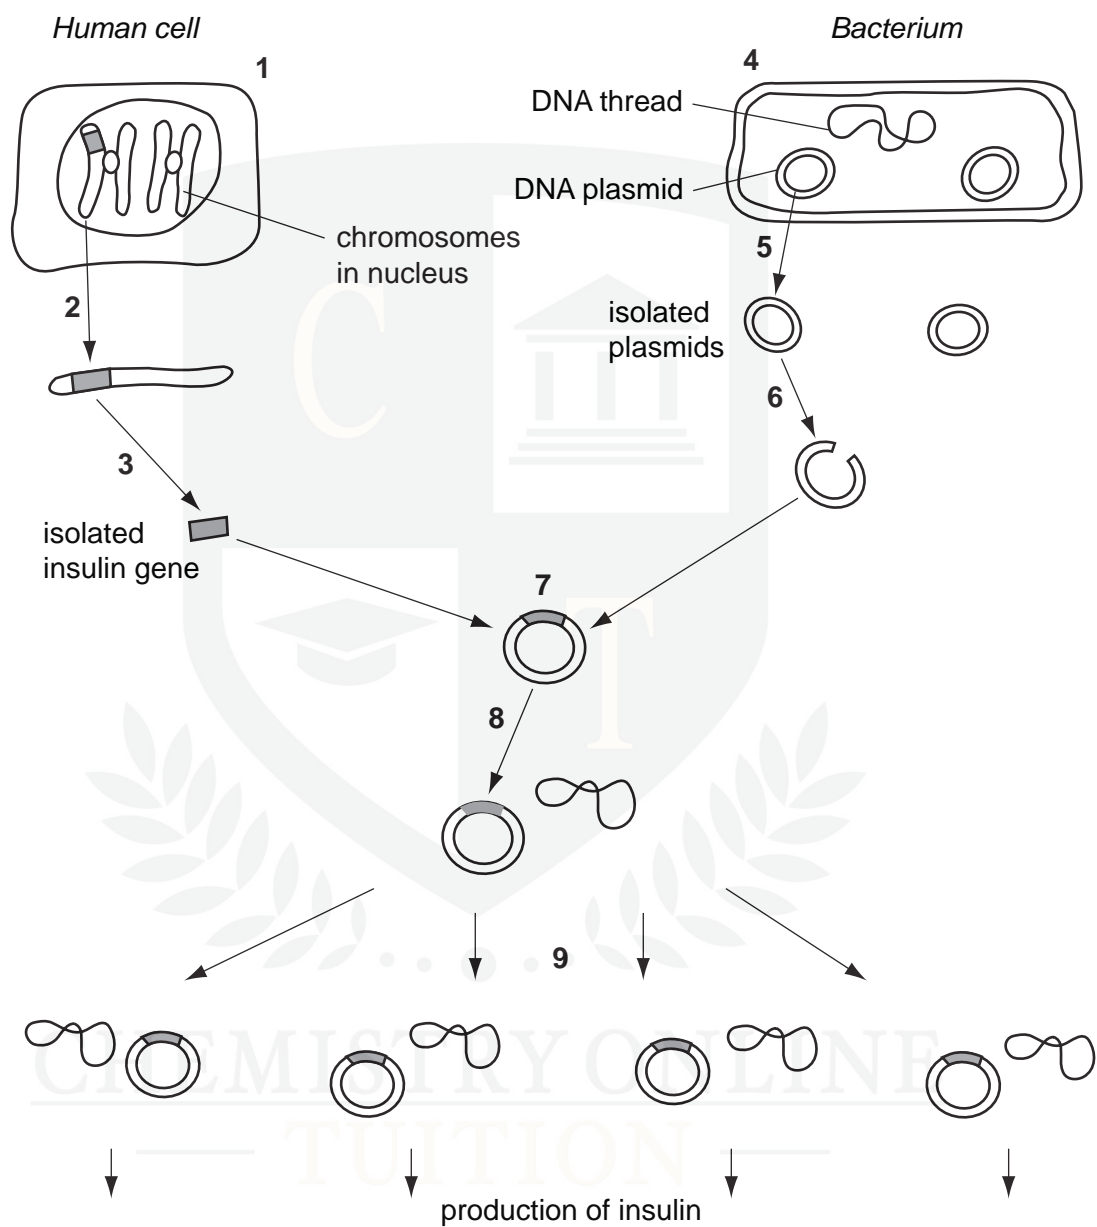 Human cell
Bacterium
1
4
DNA thread
DNA plasmid
chromosomes
in nucleus
5
2
isolated
plasmids
6
3
isolated
insulin gene
7
8
9
production of insulin
C
T
CHEMISTRY ONLINE
TUITION